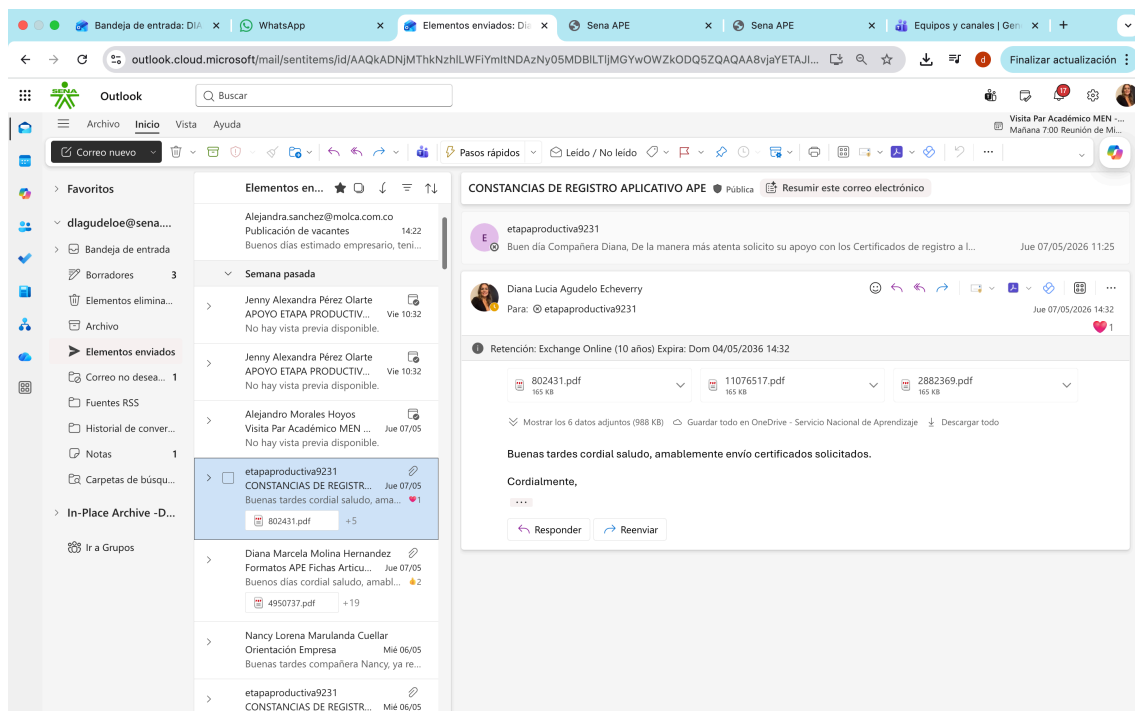 Bandeja de entrada: DIA
WhatsApp
Elementos enviados: Dia
Sena APE
Sena APE
Equipos y canales | Gen
outlook.cloud.microsoft/mail/sentitems/id/AAQkADNjMThkNzhlLWFiYmItNDAzNy05MDBlLTljMGYwOWZkODQ5ZQAQAA8vjaYETAJl...
d
Finalizar actualización
SENA
Outlook
Buscar
17
Archivo
Inicio
Vista
Ayuda
Visita Par Académico MEN -...
Mañana 7:00 Reunión de Mi...
Correo nuevo
Pasos rápidos
Leído / No leído
Favoritos
dlagudeloe@sena....
Bandeja de entrada
Borradores 3
Elementos elimina...
Archivo
Elementos enviados
Correo no desea... 1
Fuentes RSS
Historial de conver...
Notas 1
Carpetas de búsqu...
In-Place Archive -D...
Ir a Grupos
Elementos en...
Alejandra.sanchez@molca.com.co
Publicación de vacantes 14:22
Buenos días estimado empresario, teni...
Semana pasada
Jenny Alexandra Pérez Olarte
APOYO ETAPA PRODUCTIV... Vie 10:32
No hay vista previa disponible.
Jenny Alexandra Pérez Olarte
APOYO ETAPA PRODUCTIV... Vie 10:32
No hay vista previa disponible.
Alejandro Morales Hoyos
Visita Par Académico MEN ... Jue 07/05
No hay vista previa disponible.
etapaproductiva9231
CONSTANCIAS DE REGISTR... Jue 07/05
Buenas tardes cordial saludo, ama... 1
802431.pdf +5
Diana Marcela Molina Hernandez
Formatos APE Fichas Articu... Jue 07/05
Buenos días cordial saludo, amabl... 2
4950737.pdf +19
Nancy Lorena Marulanda Cuellar
Orientación Empresa Mié 06/05
Buenas tardes compañera Nancy, ya re...
etapaproductiva9231
CONSTANCIAS DE REGISTR... Mié 06/05
CONSTANCIAS DE REGISTRO APLICATIVO APE Pública Resumir este correo electrónico
E
etapaproductiva9231
Buen dia Compañera Diana, De la manera más atenta solicito su apoyo con los Certificados de registro a l... Jue 07/05/2026 11:25
Diana Lucia Agudelo Echeverry
Para: etapaproductiva9231
Jue 07/05/2026 14:32
1
Retención: Exchange Online (10 años) Expira: Dom 04/05/2036 14:32
802431.pdf
165 KB
11076517.pdf
165 KB
2882369.pdf
165 KB
Mostrar los 6 datos adjuntos (988 KB) Guardar todo en OneDrive - Servicio Nacional de Aprendizaje Descargar todo
Buenas tardes cordial saludo, amablemente envío certificados solicitados.
Cordialmente,
...
Responder
Reenviar